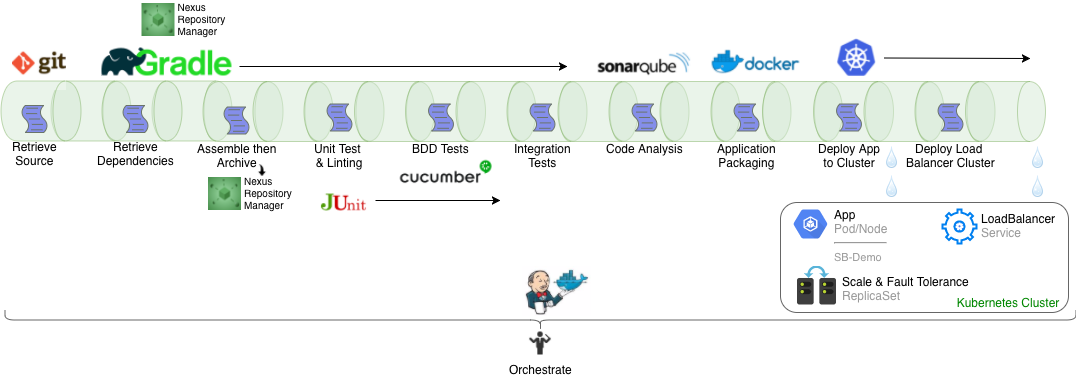 Nexus
Repository
Manager
git
Gradle
sonarqube
docker
Retrieve
Source
Retrieve
Dependencies
Assemble then
Archive
Unit Test
& Linting
BDD Tests
Integration
Tests
Code Analysis
Application
Packaging
Deploy App
to Cluster
Deploy Load
Balancer Cluster
Nexus
Repository
Manager
JUnit
cucumber
App
Pod/Node
SB-Demo
LoadBalancer
Service
Scale & Fault Tolerance
ReplicaSet
Kubernetes Cluster
Orchestrate